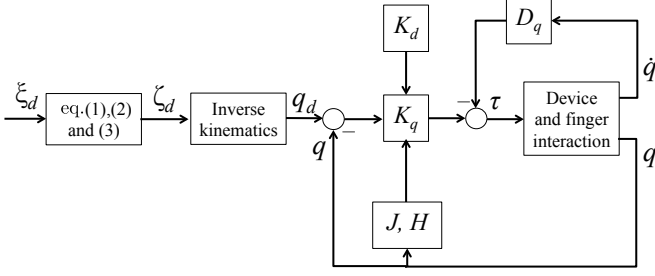 K_d
D_q
q̇
ξ_d
eq.(1),(2)
and (3)
ζ_d
Inverse
kinematics
q_d
−
q
K_q
−
τ
Device
and finger
interaction
q
J, H